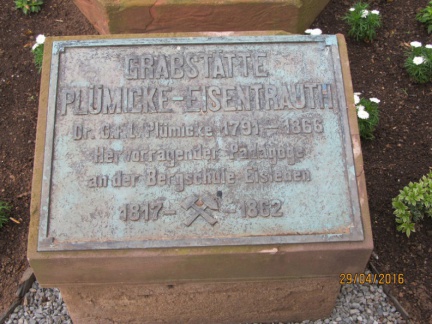 GRABSTÄTTE
PLÜMICKE-EISENTRAUTH
Dr. C.F.L. Plümicke 1791-1866
Hervorragender Pädagoge
an der Bergschule Eisleben
1817- -1862
29/04/2016